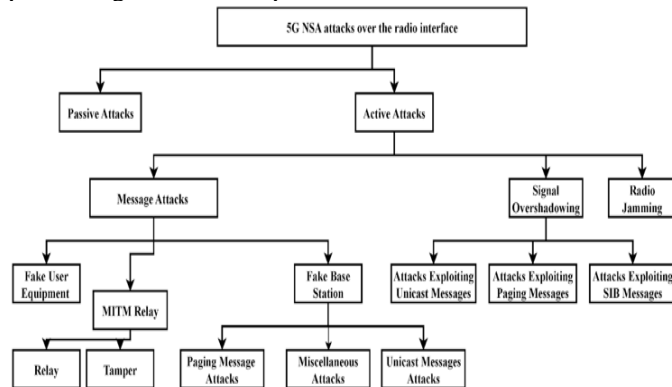 5G NSA attacks over the radio interface
Passive Attacks
Active Attacks
Message Attacks
Signal
Overshadowing
Radio
Jamming
Fake User
Equipment
MITM Relay
Fake Base
Station
Attacks Exploiting
Unicast Messages
Attacks Exploiting
Paging Messages
Attacks Exploiting
SIB Messages
Relay
Tamper
Paging Message
Attacks
Miscellaneous
Attacks
Unicast Messages
Attacks